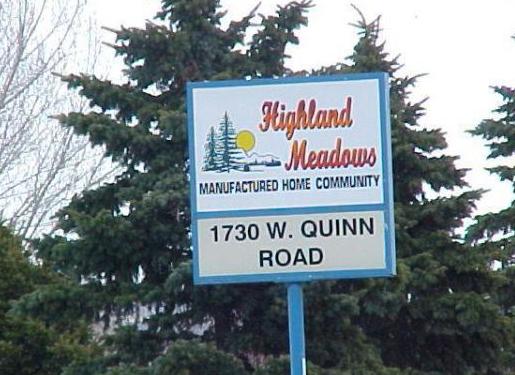 Highland
Meadows
MANUFACTURED HOME COMMUNITY
1730 W. QUINN
ROAD